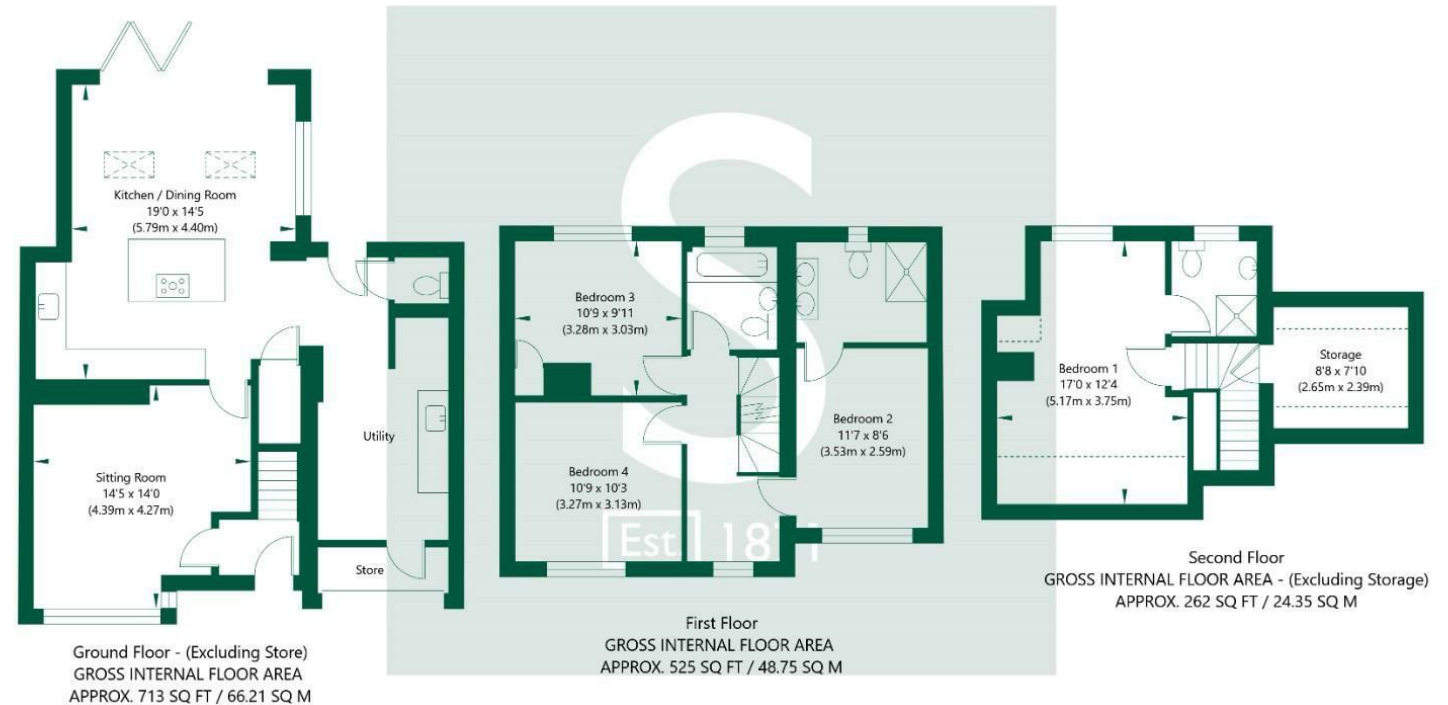 Kitchen / Dining Room
19'0 x 14'5
(5.79m x 4.40m)
Sitting Room
14'5 x 14'0
(4.39m x 4.27m)
Utility
Store
Ground Floor - (Excluding Store)
GROSS INTERNAL FLOOR AREA
APPROX. 713 SQ FT / 66.21 SQ M
S
Bedroom 3
10'9 x 9'11
(3.28m x 3.03m)
Bedroom 4
10'9 x 10'3
(3.27m x 3.13m)
Bedroom 2
11'7 x 8'6
(3.53m x 2.59m)
Est. 1871
First Floor
GROSS INTERNAL FLOOR AREA
APPROX. 525 SQ FT / 48.75 SQ M
Bedroom 1
17'0 x 12'4
(5.17m x 3.75m)
Storage
8'8 x 7'10
(2.65m x 2.39m)
Second Floor
GROSS INTERNAL FLOOR AREA - (Excluding Storage)
APPROX. 262 SQ FT / 24.35 SQ M